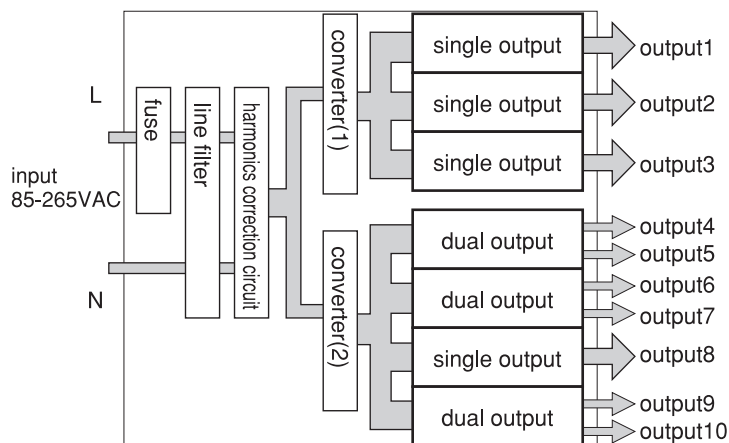 L
input
85-265VAC
N
fuse
line filter
harmonics correction circuit
converter(1)
converter(2)
single output
output1
single output
output2
single output
output3
dual output
output4
output5
dual output
output6
output7
single output
output8
dual output
output9
output10